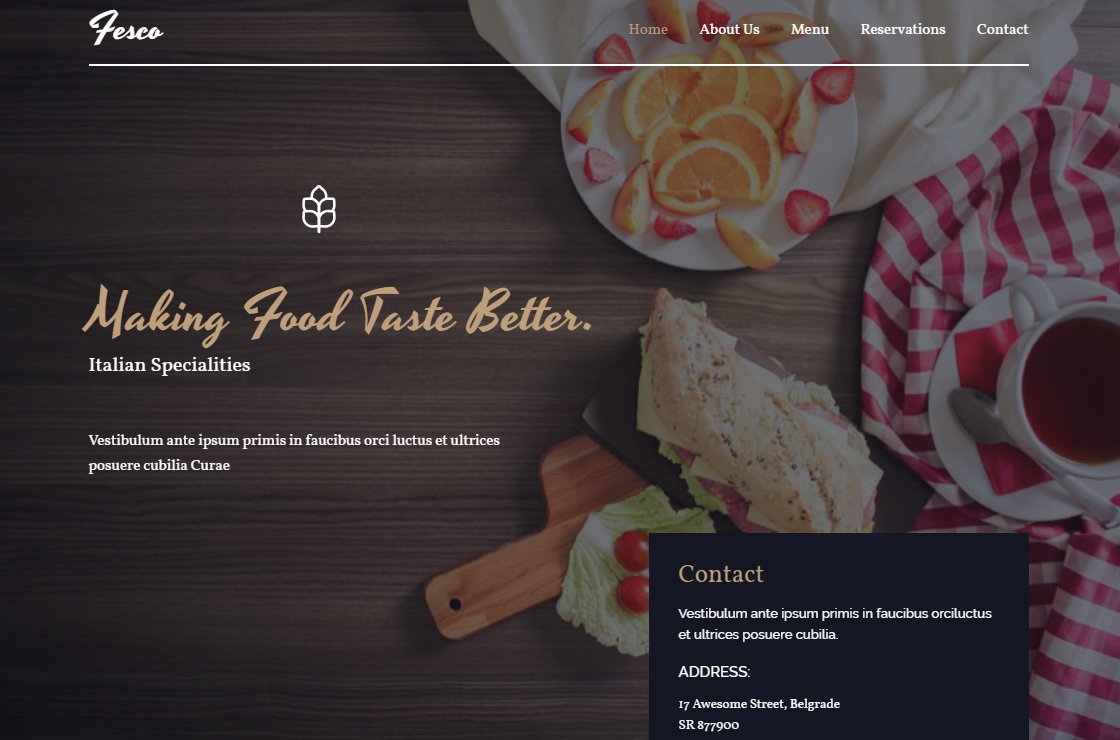 Fesco
Home About Us Menu Reservations Contact
Making Food Taste Better.
Italian Specialities
Vestibulum ante ipsum primis in faucibus orci luctus et ultrices
posuere cubilia Curae
Contact
Vestibulum ante ipsum primis in faucibus orciluctus
et ultrices posuere cubilia.
ADDRESS:
17 Awesome Street, Belgrade
SR 877900